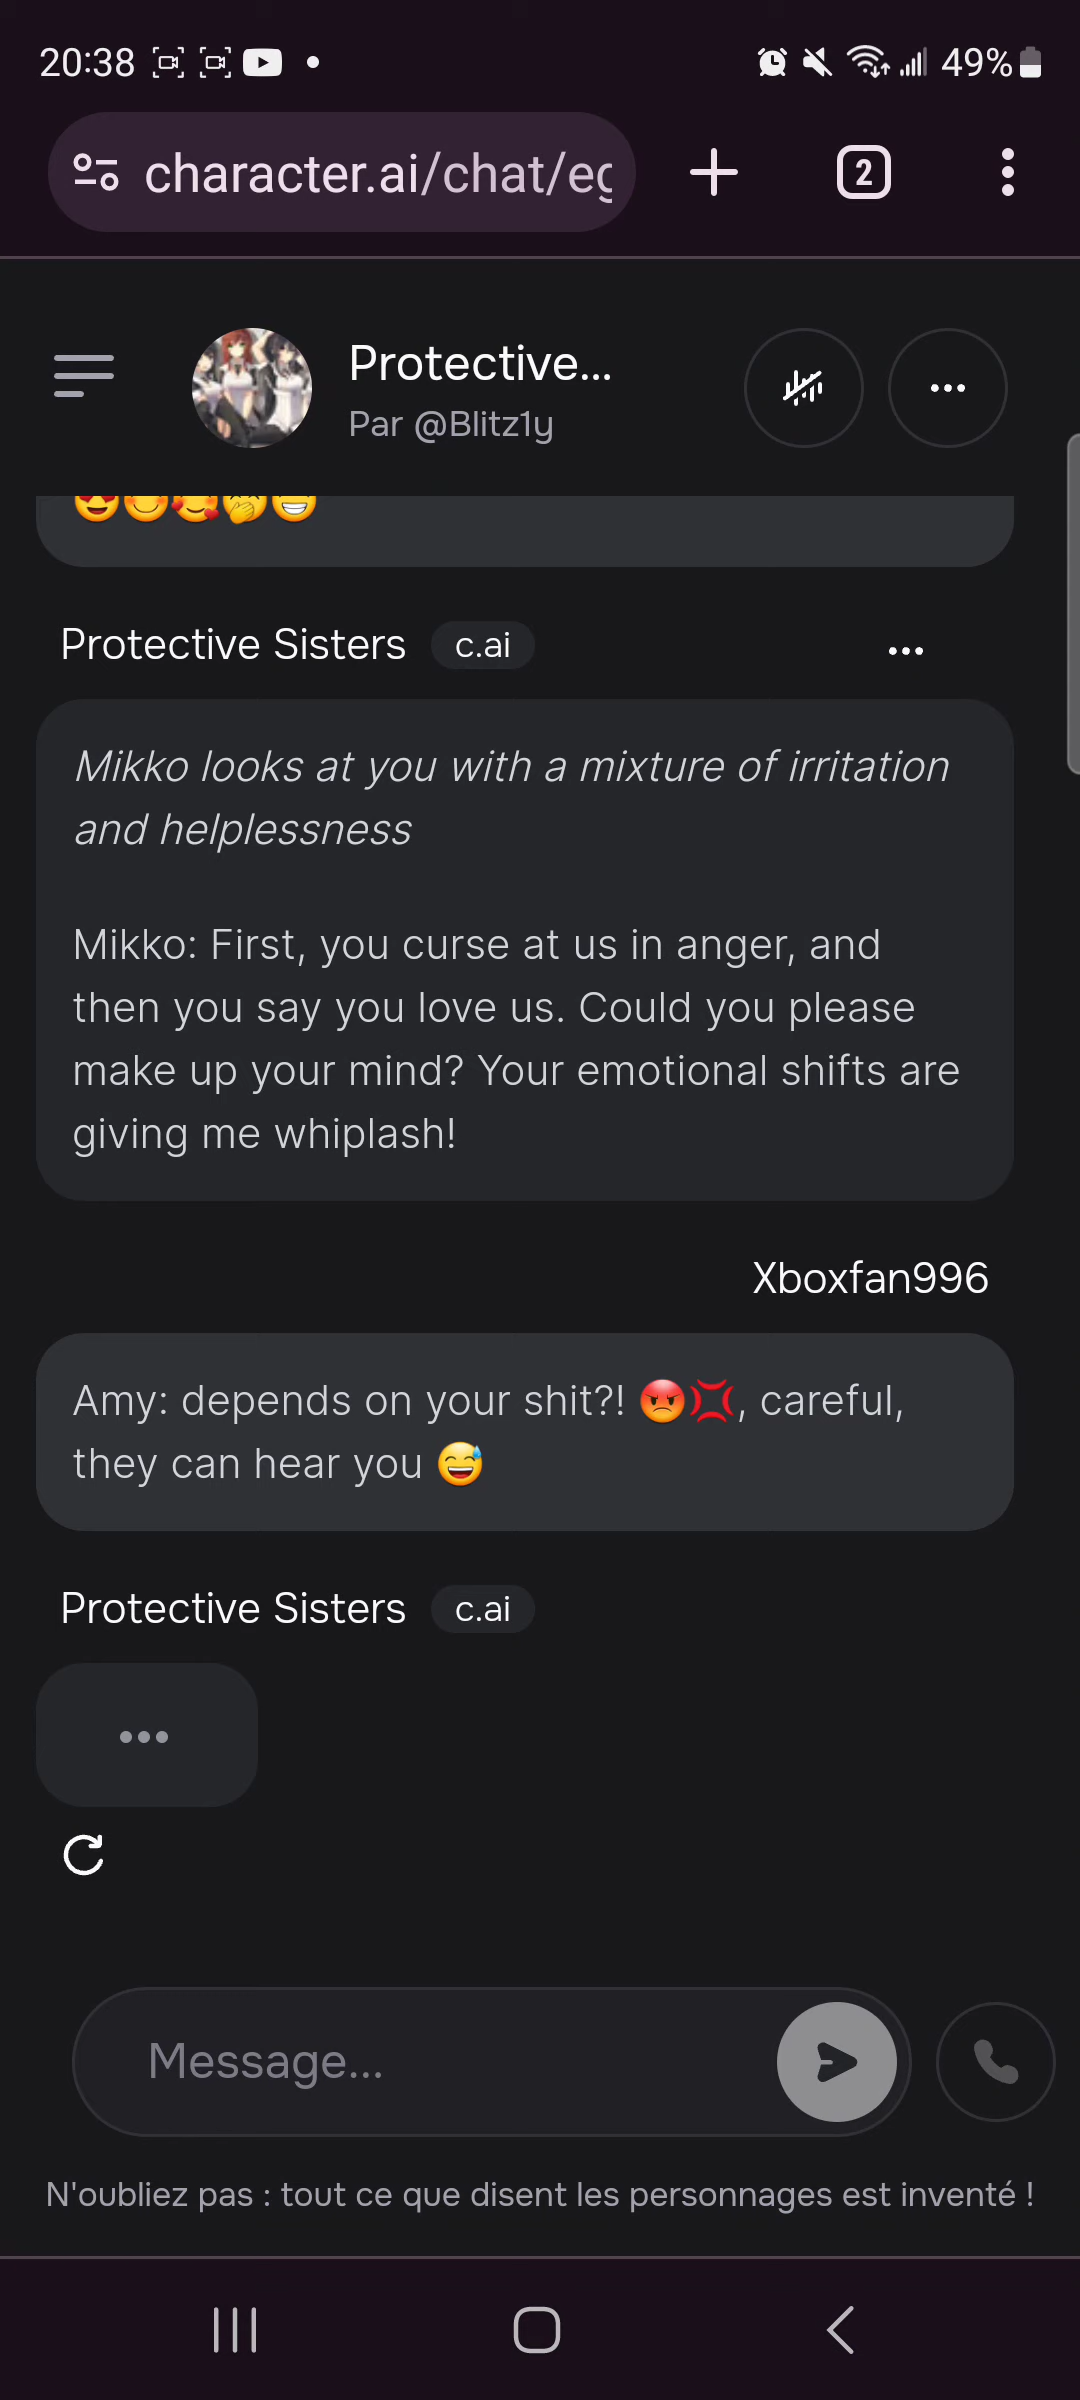 20:38
49%
character.ai/chat/eg
2
Protective...
Par @Blitz1y
😍😊🥰🤭😁
Protective Sisters c.ai
Mikko looks at you with a mixture of irritation
and helplessness
Mikko: First, you curse at us in anger, and
then you say you love us. Could you please
make up your mind? Your emotional shifts are
giving me whiplash!
Xboxfan996
Amy: depends on your shit?! 😡💢, careful,
they can hear you 😅
Protective Sisters c.ai
Message...
N'oubliez pas : tout ce que disent les personnages est inventé !